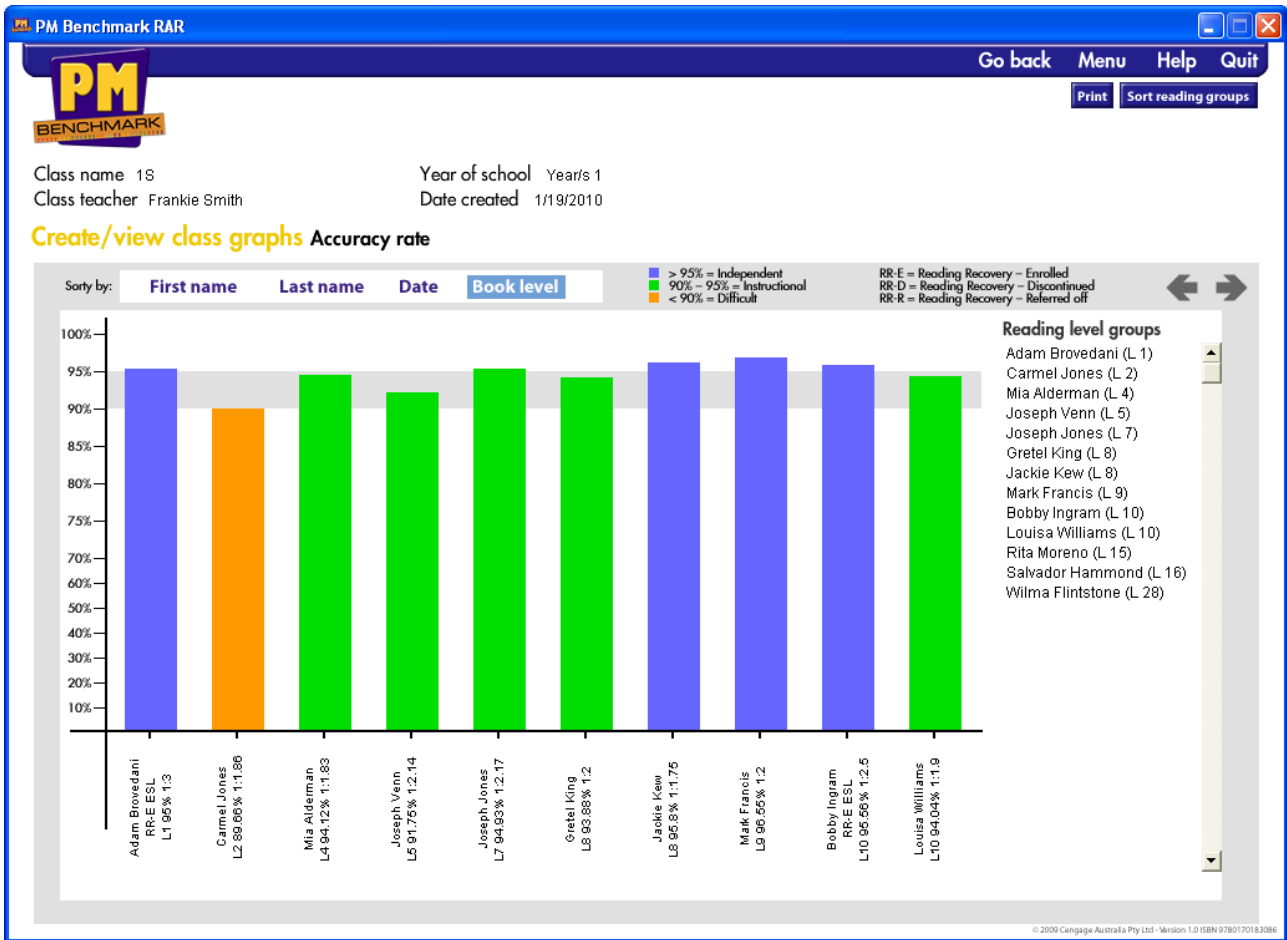 PM Benchmark RAR
Go back Menu Help Quit
Print Sort reading groups
PM
BENCHMARK
Class name 1S Year of school Year/s 1
Class teacher Frankie Smith Date created 1/19/2010
Create/view class graphs Accuracy rate
Sorty by: First name Last name Date Book level
> 95% = Independent
90% – 95% = Instructional
< 90% = Difficult
RR-E = Reading Recovery – Enrolled
RR-D = Reading Recovery – Discontinued
RR-R = Reading Recovery – Referred off
100%
95%
90%
85%
80%
75%
70%
60%
50%
40%
30%
20%
10%
Adam Brovedani
RR-E ESL
L1 95% 1:3
Carmel Jones
L2 89.66% 1:1.86
Mia Alderman
L4 94.12% 1:1.83
Joseph Venn
L5 91.75% 1:2.14
Joseph Jones
L7 94.93% 1:2.17
Gretel King
L8 93.88% 1:2
Jackie Kew
L8 95.8% 1:1.75
Mark Francis
L9 96.55% 1:2
Bobby Ingram
RR-E ESL
L10 95.56% 1:2.5
Louisa Williams
L10 94.04% 1:1.9
Reading level groups
Adam Brovedani (L 1)
Carmel Jones (L 2)
Mia Alderman (L 4)
Joseph Venn (L 5)
Joseph Jones (L 7)
Gretel King (L 8)
Jackie Kew (L 8)
Mark Francis (L 9)
Bobby Ingram (L 10)
Louisa Williams (L 10)
Rita Moreno (L 15)
Salvador Hammond (L 16)
Wilma Flintstone (L 28)
© 2009 Cengage Australia Pty Ltd - Version 1.0 ISBN 9780170183086